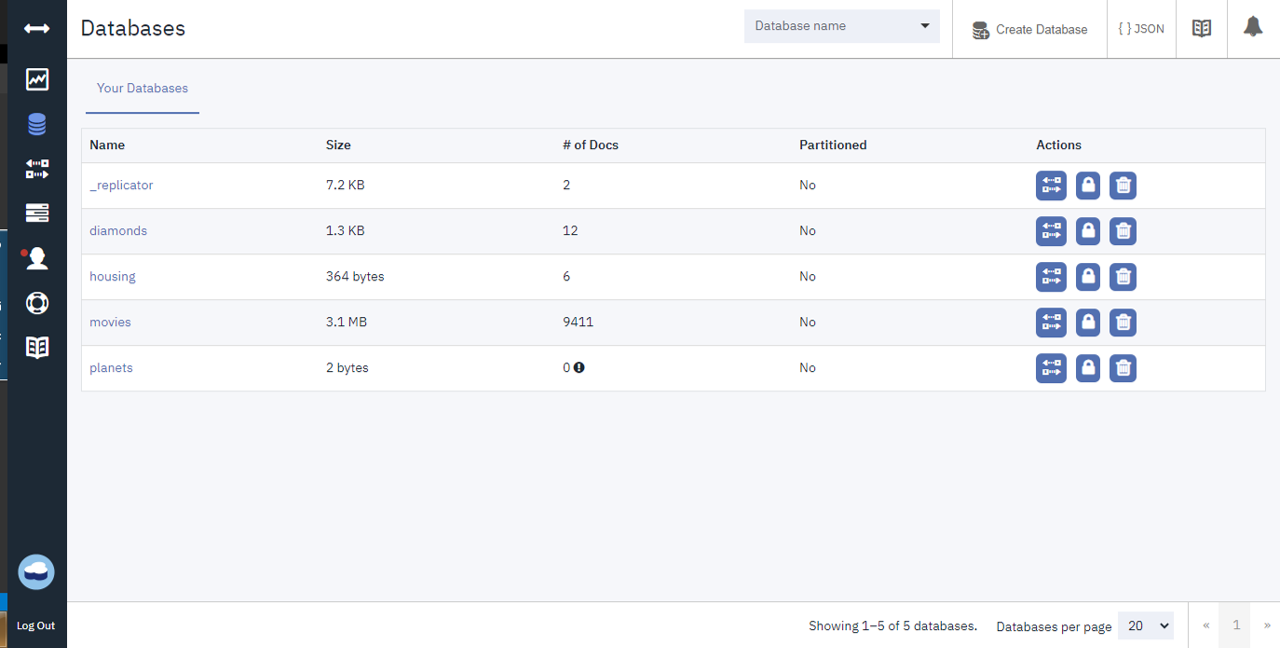 Databases
Database name
Create Database
{ } JSON
Your Databases
Name Size # of Docs Partitioned Actions
_replicator 7.2 KB 2 No
diamonds 1.3 KB 12 No
housing 364 bytes 6 No
movies 3.1 MB 9411 No
planets 2 bytes 0 No
Log Out
Showing 1–5 of 5 databases. Databases per page 20 « 1 »